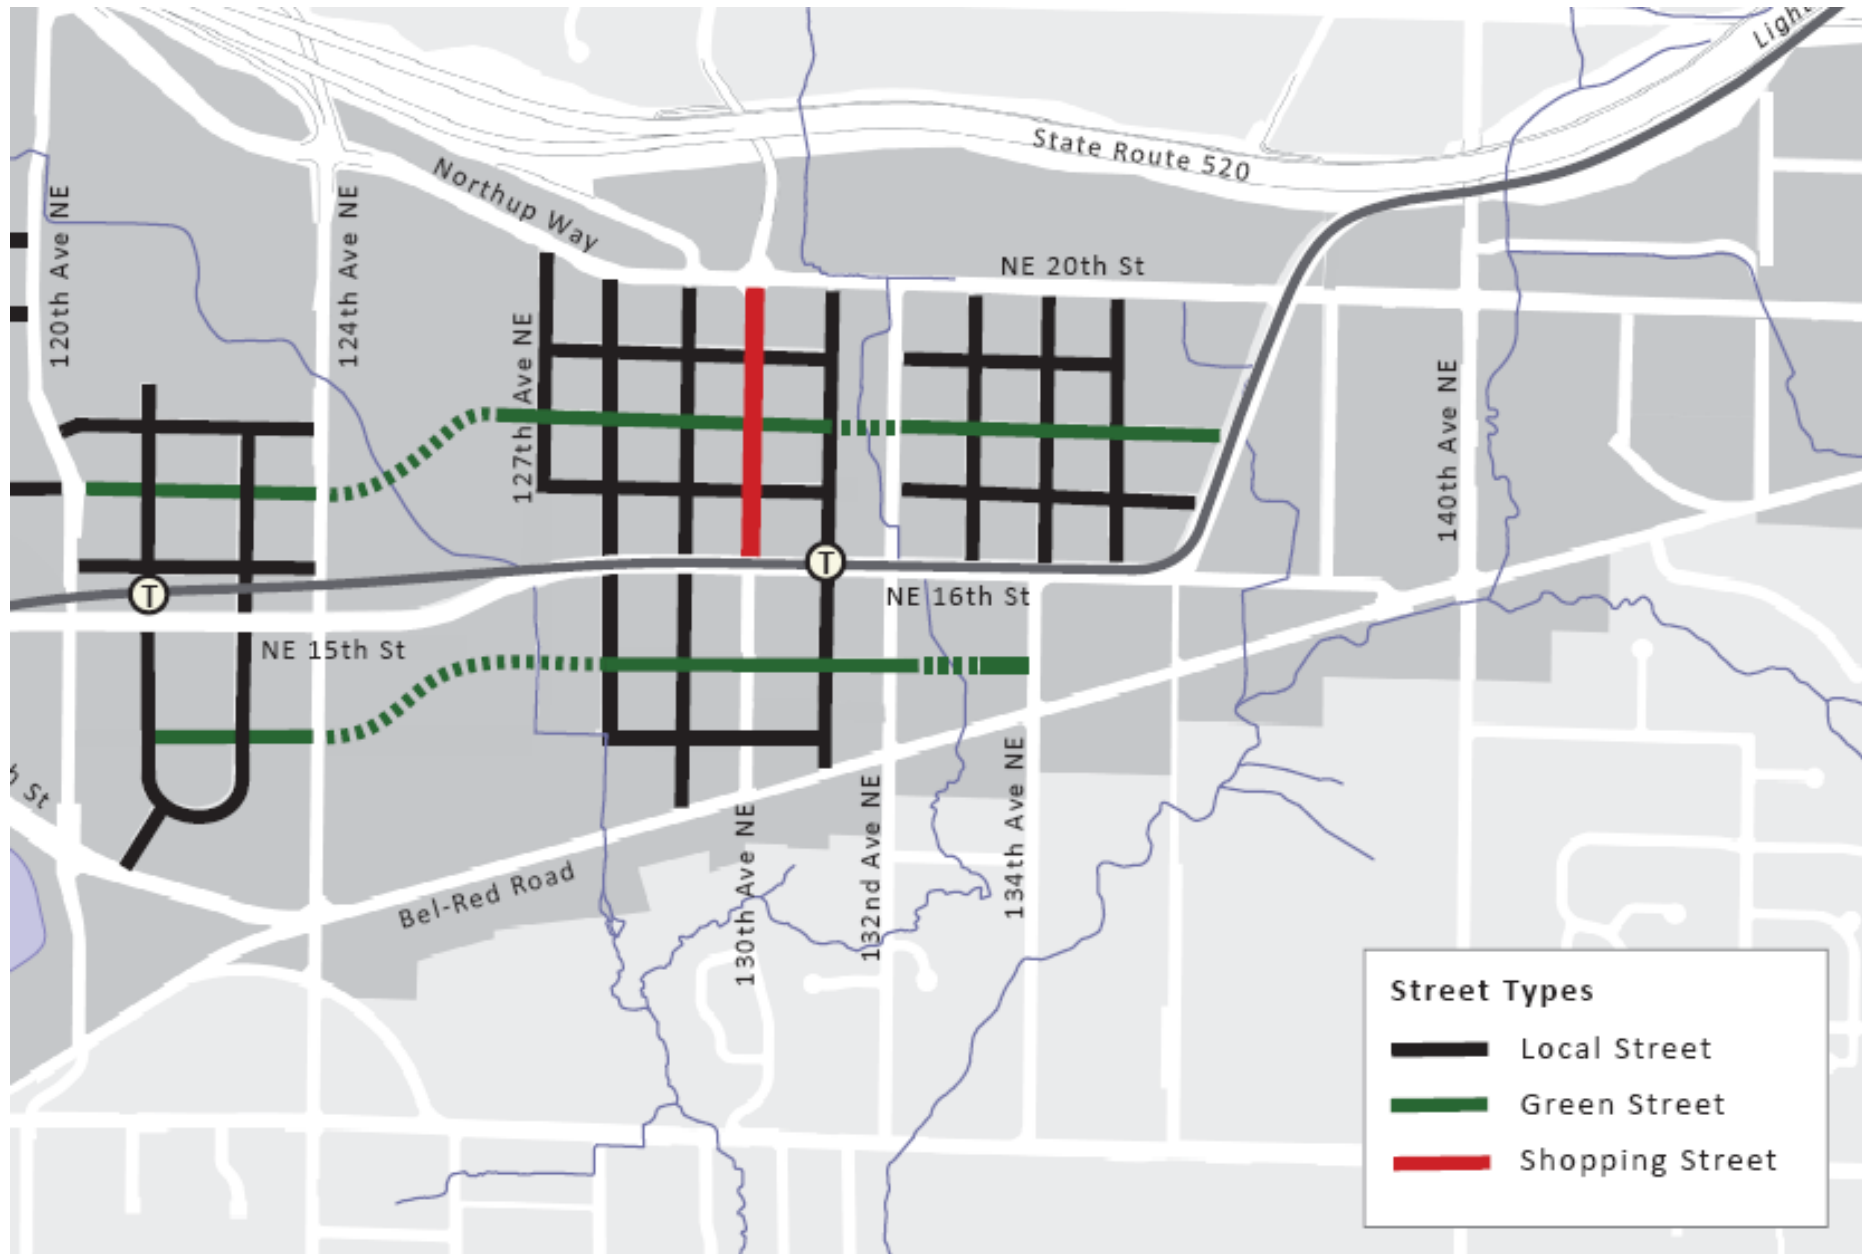 Light
State Route 520
Northup Way
120th Ave NE
124th Ave NE
NE 20th St
127th Ave NE
140th Ave NE
T
T
NE 16th St
NE 15th St
St
Bel-Red Road
130th Ave NE
132nd Ave NE
134th Ave NE
Street Types
Local Street
Green Street
Shopping Street